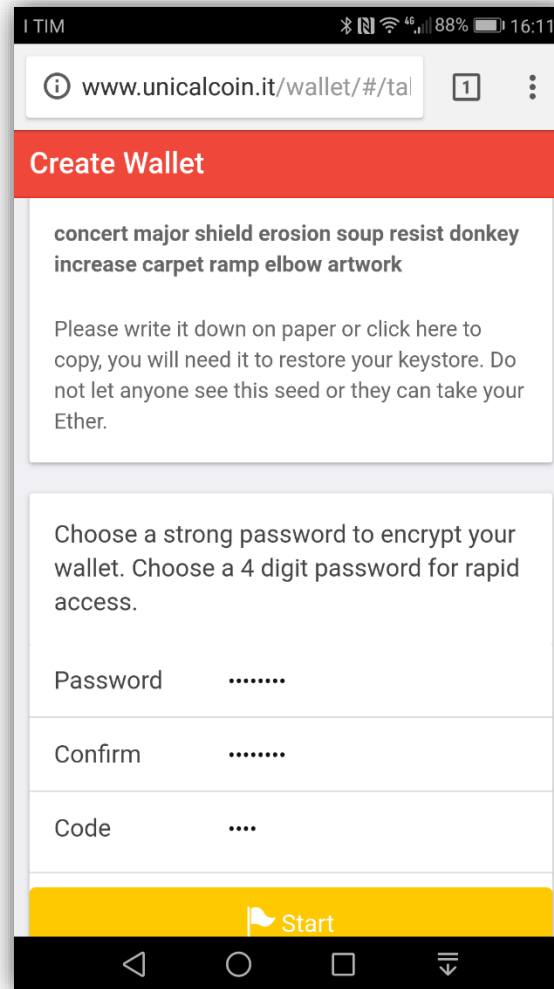 I TIM 4G 88% 16:11
www.unicalcoin.it/wallet/#/tal 1
Create Wallet
concert major shield erosion soup resist donkey
increase carpet ramp elbow artwork
Please write it down on paper or click here to
copy, you will need it to restore your keystore. Do
not let anyone see this seed or they can take your
Ether.
Choose a strong password to encrypt your
wallet. Choose a 4 digit password for rapid
access.
Password ••••••••
Confirm ••••••••
Code ••••
Start